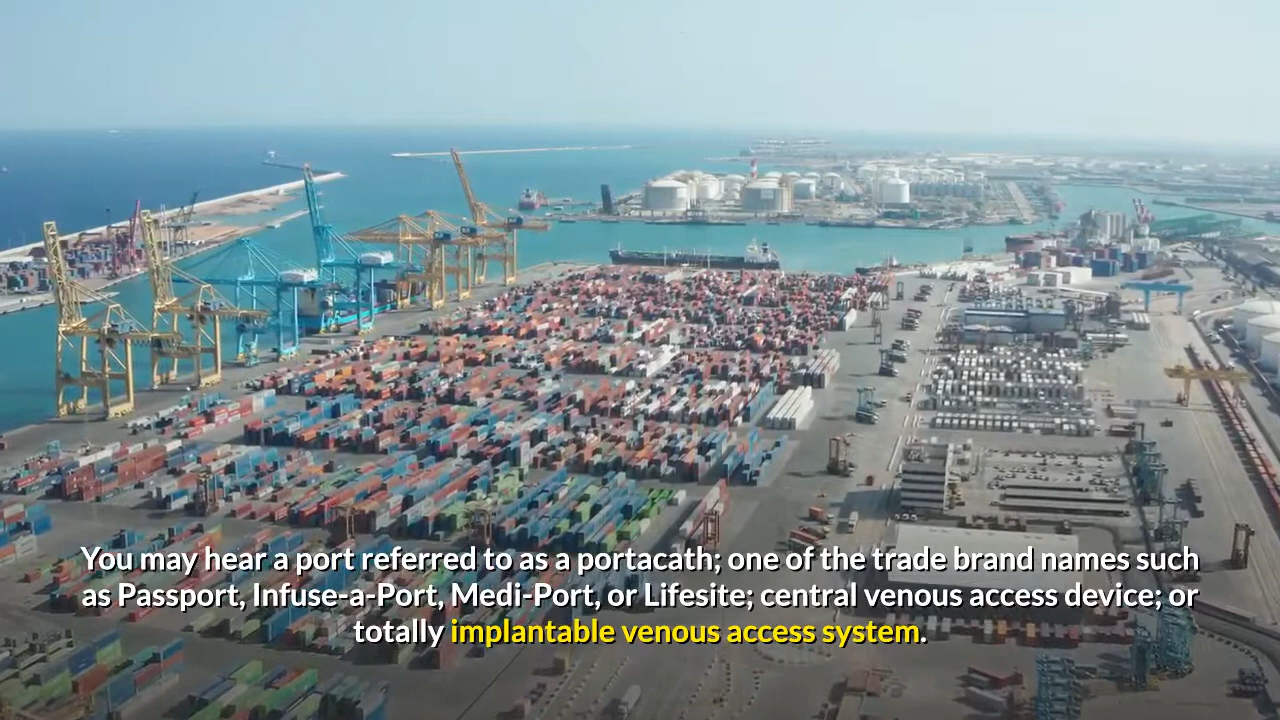 You may hear a port referred to as a portacath; one of the trade brand names such
as Passport, Infuse-a-Port, Medi-Port, or Lifesite; central venous access device; or
totally implantable venous access system.